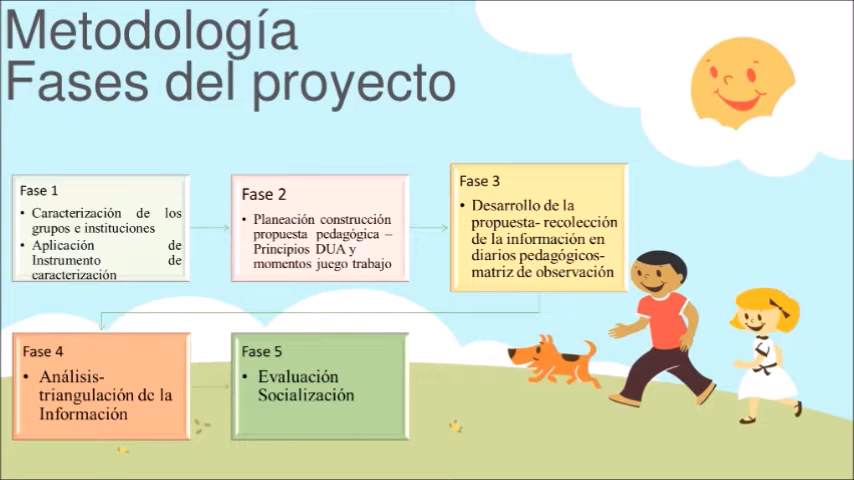 Metodología
Fases del proyecto
Fase 1
• Caracterización de los
grupos e instituciones
• Aplicación de
Instrumento de
caracterización
Fase 2
• Planeación construcción
propuesta pedagógica –
Principios DUA y
momentos juego trabajo
Fase 3
• Desarrollo de la
propuesta- recolección
de la información en
diarios pedagógicos-
matriz de observación
Fase 4
• Análisis-
triangulación de la
Información
Fase 5
• Evaluación
Socialización